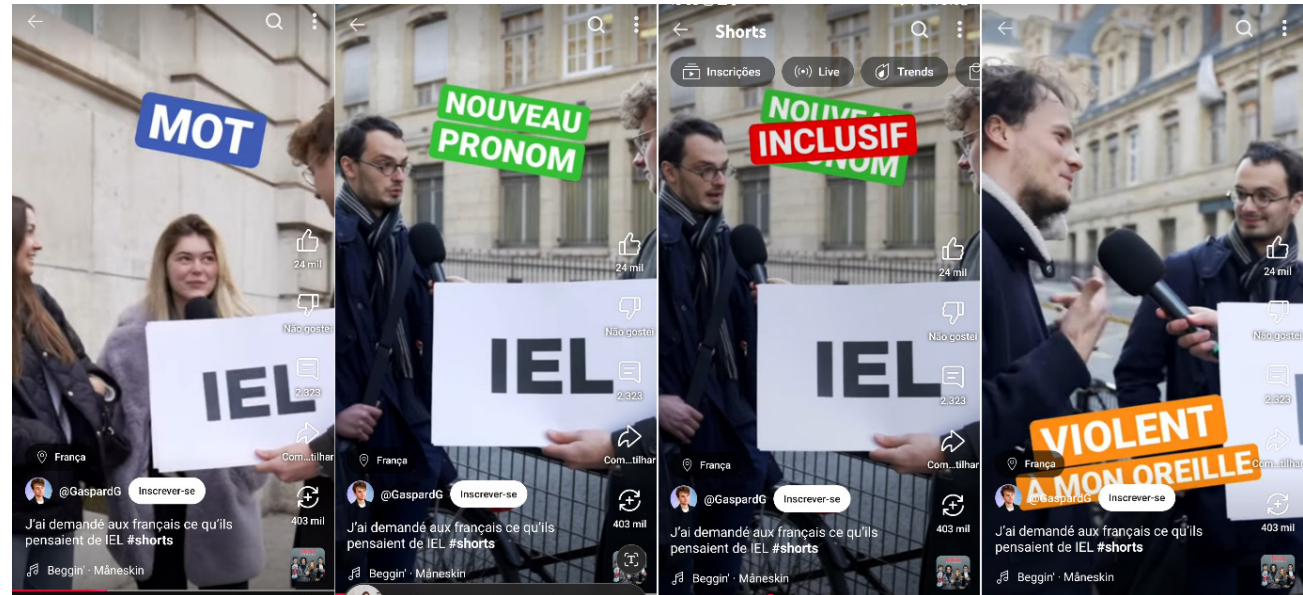 MOT
IEL
24 mil
Não gostei
2.323
Com...tilhar
403 mil
França
@GaspardG
Inscrever-se
J'ai demandé aux français ce qu'ils
pensaient de IEL #shorts
Beggin' · Måneskin
NOUVEAU
PRONOM
IEL
24 mil
Não gostei
2.323
Com...tilhar
403 mil
França
@GaspardG
Inscrever-se
J'ai demandé aux français ce qu'ils
pensaient de IEL #shorts
Beggin' · Måneskin
Shorts
Inscrições
Live
Trends
NOUV
INCLUSIF
NOM
IEL
24 mil
Não gostei
2.323
Com...tilhar
403 mil
França
@GaspardG
Inscrever-se
J'ai demandé aux français ce qu'ils
pensaient de IEL #shorts
Beggin' · Måneskin
VIOLENT
À MON OREILLE
24 mil
Não gostei
2.323
Com...tilhar
403 mil
França
@GaspardG
Inscrever-se
J'ai demandé aux français ce qu'ils
pensaient de IEL #shorts
Beggin' · Måneskin